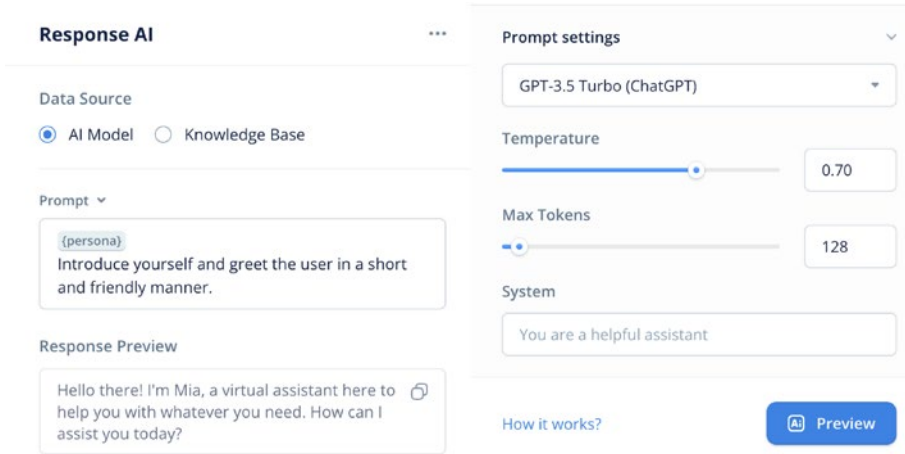 Response AI
Data Source
AI Model
Knowledge Base
Prompt
{persona}
Introduce yourself and greet the user in a short
and friendly manner.
Response Preview
Hello there! I'm Mia, a virtual assistant here to
help you with whatever you need. How can I
assist you today?
Prompt settings
GPT-3.5 Turbo (ChatGPT)
Temperature
0.70
Max Tokens
128
System
You are a helpful assistant
How it works?
Ai Preview